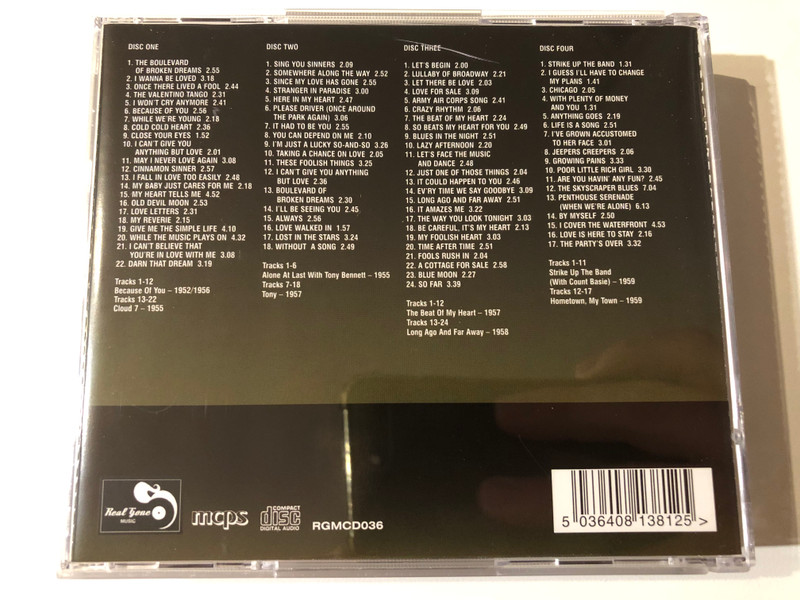 DISC ONE
1. THE BOULEVARD
OF BROKEN DREAMS 2.55
2. I WANNA BE LOVED 3.18
3. ONCE THERE LIVED A FOOL 2.44
4. THE VALENTINO TANGO 2.31
5. I WON'T CRY ANYMORE 2.41
6. BECAUSE OF YOU 2.56
7. WHILE WE'RE YOUNG 2.18
8. COLD COLD HEART 2.36
9. CLOSE YOUR EYES 1.52
10. I CAN'T GIVE YOU
ANYTHING BUT LOVE 2.01
11. MAY I NEVER LOVE AGAIN 3.08
12. CINNAMON SINNER 2.57
13. I FALL IN LOVE TOO EASILY 2.48
14. MY BABY JUST CARES FOR ME 2.18
15. MY HEART TELLS ME 4.52
16. OLD DEVIL MOON 2.53
17. LOVE LETTERS 2.31
18. MY REVERIE 2.15
19. GIVE ME THE SIMPLE LIFE 4.10
20. WHILE THE MUSIC PLAYS ON 4.32
21. I CAN'T BELIEVE THAT
YOU'RE IN LOVE WITH ME 3.08
22. DARN THAT DREAM 3.19
Tracks 1-12
Because Of You – 1952/1956
Tracks 13-22
Cloud 7 – 1955
DISC TWO
1. SING YOU SINNERS 2.09
2. SOMEWHERE ALONG THE WAY 2.52
3. SINCE MY LOVE HAS GONE 2.55
4. STRANGER IN PARADISE 3.00
5. HERE IN MY HEART 2.47
6. PLEASE DRIVER (ONCE AROUND
THE PARK AGAIN) 3.06
7. IT HAD TO BE YOU 2.55
8. YOU CAN DEPEND ON ME 2.10
9. I'M JUST A LUCKY SO-AND-SO 3.26
10. TAKING A CHANCE ON LOVE 2.05
11. THESE FOOLISH THINGS 3.25
12. I CAN'T GIVE YOU ANYTHING
BUT LOVE 2.36
13. BOULEVARD OF
BROKEN DREAMS 2.30
14. I'LL BE SEEING YOU 2.45
15. ALWAYS 2.56
16. LOVE WALKED IN 1.57
17. LOST IN THE STARS 3.24
18. WITHOUT A SONG 2.49
Tracks 1-6
Alone At Last With Tony Bennett – 1955
Tracks 7-18
Tony – 1957
DISC THREE
1. LET'S BEGIN 2.00
2. LULLABY OF BROADWAY 2.21
3. LET THERE BE LOVE 2.03
4. LOVE FOR SALE 3.09
5. ARMY AIR CORPS SONG 2.41
6. CRAZY RHYTHM 2.06
7. THE BEAT OF MY HEART 2.24
8. SO BEATS MY HEART FOR YOU 2.49
9. BLUES IN THE NIGHT 2.51
10. LAZY AFTERNOON 2.20
11. LET'S FACE THE MUSIC
AND DANCE 2.48
12. JUST ONE OF THOSE THINGS 2.04
13. IT COULD HAPPEN TO YOU 2.46
14. EV'RY TIME WE SAY GOODBYE 3.09
15. LONG AGO AND FAR AWAY 2.51
16. IT AMAZES ME 3.22
17. THE WAY YOU LOOK TONIGHT 3.03
18. BE CAREFUL, IT'S MY HEART 2.13
19. MY FOOLISH HEART 3.03
20. TIME AFTER TIME 2.51
21. FOOLS RUSH IN 2.04
22. A COTTAGE FOR SALE 2.58
23. BLUE MOON 2.27
24. SO FAR 3.39
Tracks 1-12
The Beat Of My Heart – 1957
Tracks 13-24
Long Ago And Far Away – 1958
DISC FOUR
1. STRIKE UP THE BAND 1.31
2. I GUESS I'LL HAVE TO CHANGE
MY PLANS 1.41
3. CHICAGO 2.05
4. WITH PLENTY OF MONEY
AND YOU 1.31
5. ANYTHING GOES 2.19
6. LIFE IS A SONG 2.51
7. I'VE GROWN ACCUSTOMED
TO HER FACE 3.01
8. JEEPERS CREEPERS 2.06
9. GROWING PAINS 3.33
10. POOR LITTLE RICH GIRL 3.30
11. ARE YOU HAVIN' ANY FUN? 2.45
12. THE SKYSCRAPER BLUES 7.04
13. PENTHOUSE SERENADE
(WHEN WE'RE ALONE) 6.13
14. BY MYSELF 2.50
15. I COVER THE WATERFRONT 4.53
16. LOVE IS HERE TO STAY 2.16
17. THE PARTY'S OVER 3.32
Tracks 1-11
Strike Up The Band
(With Count Basie) – 1959
Tracks 12-17
Hometown, My Town – 1959
Real Gone
MUSIC
mcps
COMPACT
disc
DIGITAL AUDIO
RGMCD036
5 036408 138125 >